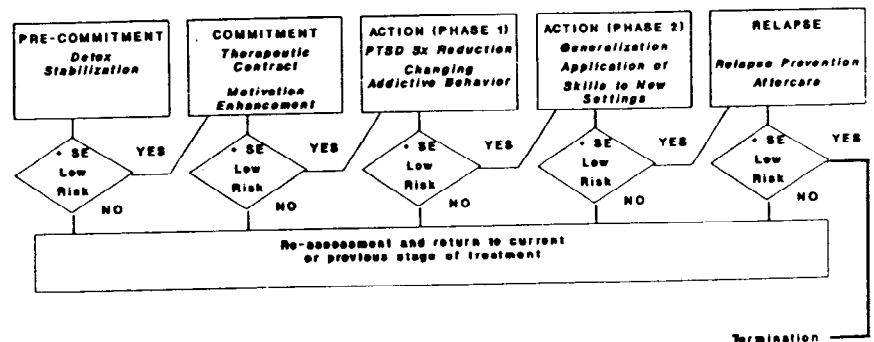 PRE-COMMITMENT
Detox
Stabilization
COMMITMENT
Therapeutic
Contract
Motivation
Enhancement
ACTION (PHASE 1)
PTSD Sx Reduction
Changing
Addictive Behavior
ACTION (PHASE 2)
Generalization
Application of
Skills to New
Settings
RELAPSE
Relapse Prevention
Aftercare
+ SE
Low
Risk
YES
NO
+ SE
Low
Risk
YES
NO
+ SE
Low
Risk
YES
NO
+ SE
Low
Risk
YES
NO
+ SE
Low
Risk
YES
NO
Re-assessment and return to current
or previous stage of treatment
Termination